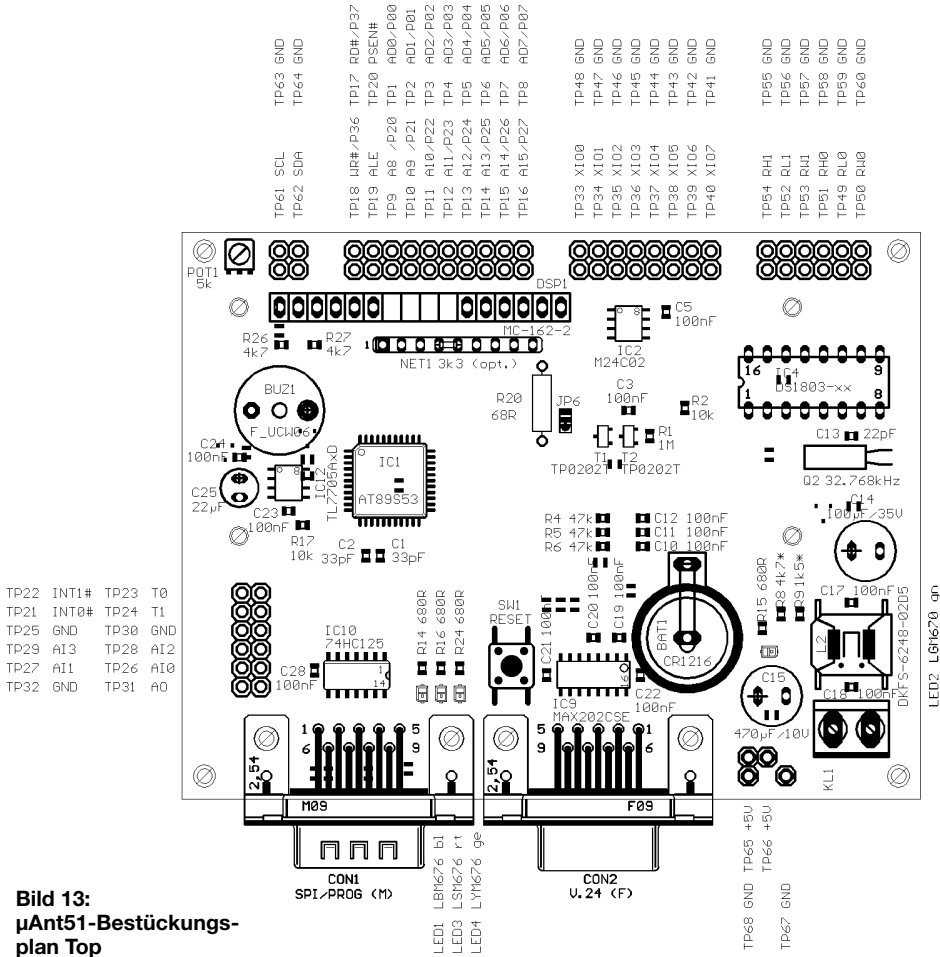 TP63 GND
TP64 GND
TP17 RD#/P37
TP20 PSEN#
TP1 AD0/P00
TP2 AD1/P01
TP3 AD2/P02
TP4 AD3/P03
TP5 AD4/P04
TP6 AD5/P05
TP7 AD6/P06
TP8 AD7/P07
TP48 GND
TP47 GND
TP46 GND
TP45 GND
TP44 GND
TP43 GND
TP42 GND
TP41 GND
TP55 GND
TP56 GND
TP57 GND
TP58 GND
TP59 GND
TP60 GND
TP61 SCL
TP62 SDA
TP18 WR#/P36
TP19 ALE
TP9 A8 /P20
TP10 A9 /P21
TP11 A10/P22
TP12 A11/P23
TP13 A12/P24
TP14 A13/P25
TP15 A14/P26
TP16 A15/P27
TP33 XIO0
TP34 XIO1
TP35 XIO2
TP36 XIO3
TP37 XIO4
TP38 XIO5
TP39 XIO6
TP40 XIO7
TP54 RH1
TP52 RL1
TP53 RW1
TP51 RH0
TP49 RL0
TP50 RW0
POT1
5k
DSP1
MC-162-2
C5
100nF
R26
4k7
R27
4k7
1
NET1 3k3 (opt.)
8
IC2
M24C02
16
9
IC4
DS1803-xx
1
8
BUZ1
F_UCW06
R20
68R
JP6
C3
100nF
R2
10k
R1
1M
T1
T2
TP0202T
TP0202T
C13
22pF
Q2 32.768kHz
C24
100nF
C25
22µF
8
IC12
TL7705AxD
C23
100nF
R17
10k
IC1
AT89S53
C2
33pF
C1
33pF
C14
100µF/35V
R4 47k
R5 47k
R6 47k
C12 100nF
C11 100nF
C10 100nF
TP22 INT1# TP23 T0
TP21 INT0# TP24 T1
TP25 GND TP30 GND
TP29 AI3 TP28 AI2
TP27 AI1 TP26 AI0
TP32 GND TP31 AO
IC10
74HC125
1
14
C28
100nF
R14 680R
R16 680R
R24 680R
SW1
RESET
C21 100nF
C20 100nF
C19 100nF
16
IC9
MAX202CSE
C22
100nF
BAT1
CR1216
R15 680R
R8 4k7*
R9 1k5*
C17 100nF
L2
DKFS-6248-02D5
LED2 LGM670 gn
C15
470µF/10V
C18 100nF
KL1
1
5
6
9
2,54
M09
5
1
9
6
2,54
F09
CON1
SPI/PROG (M)
CON2
V.24 (F)
LED1 LBM676 bl
LED3 LSM676 rt
LED4 LYM676 ge
TP68 GND
TP65 +5V
TP66 +5V
TP67 GND
Bild 13:
µAnt51-Bestückungs-
plan Top